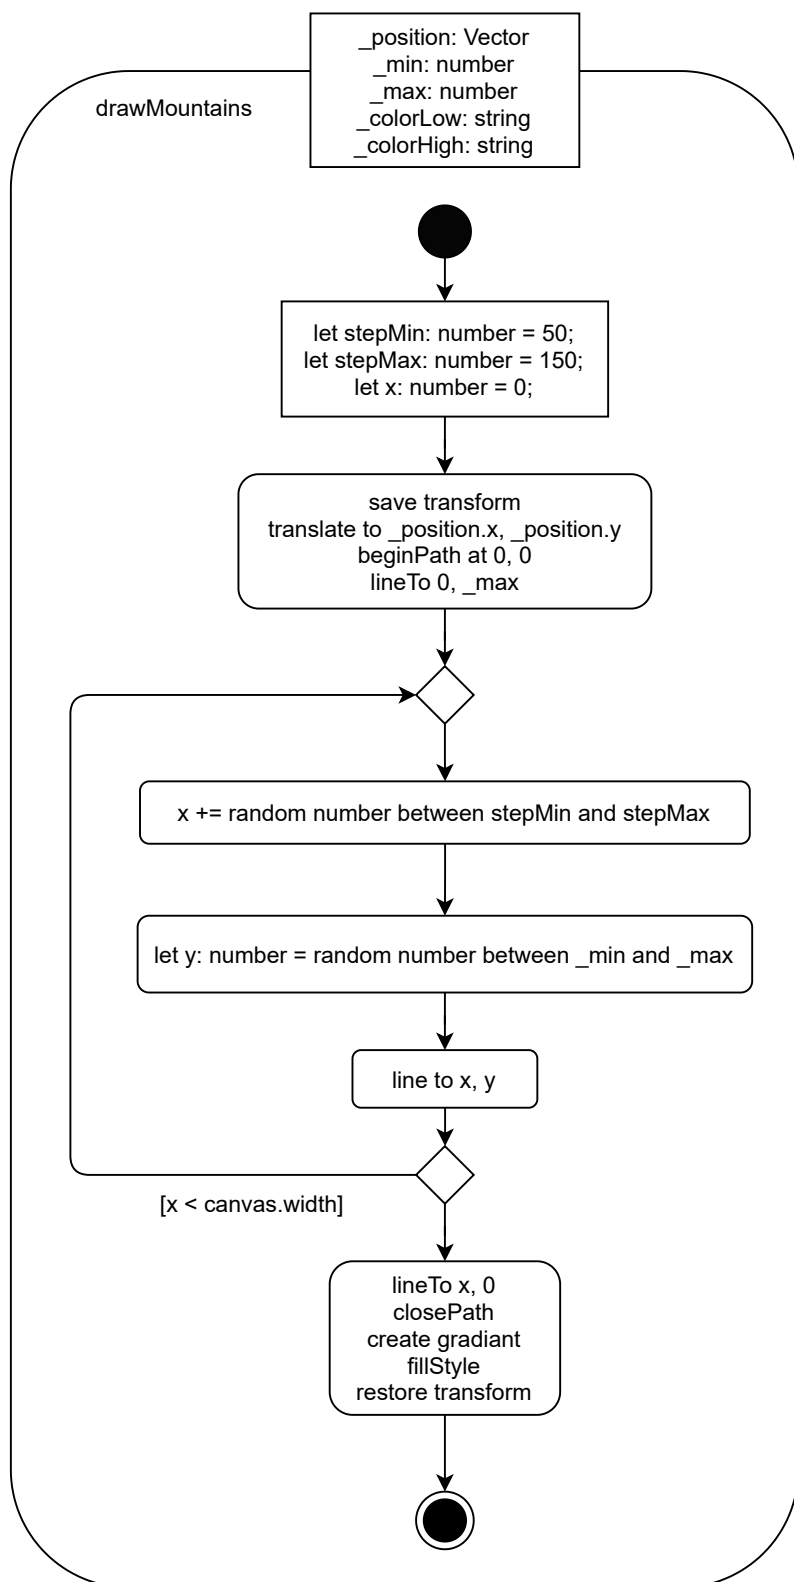 _position: Vector
_min: number
_max: number
_colorLow: string
_colorHigh: string
drawMountains
let stepMin: number = 50;
let stepMax: number = 150;
let x: number = 0;
save transform
translate to _position.x, _position.y
beginPath at 0, 0
lineTo 0, _max
x += random number between stepMin and stepMax
let y: number = random number between _min and _max
line to x, y
[x < canvas.width]
lineTo x, 0
closePath
create gradiant
fillStyle
restore transform